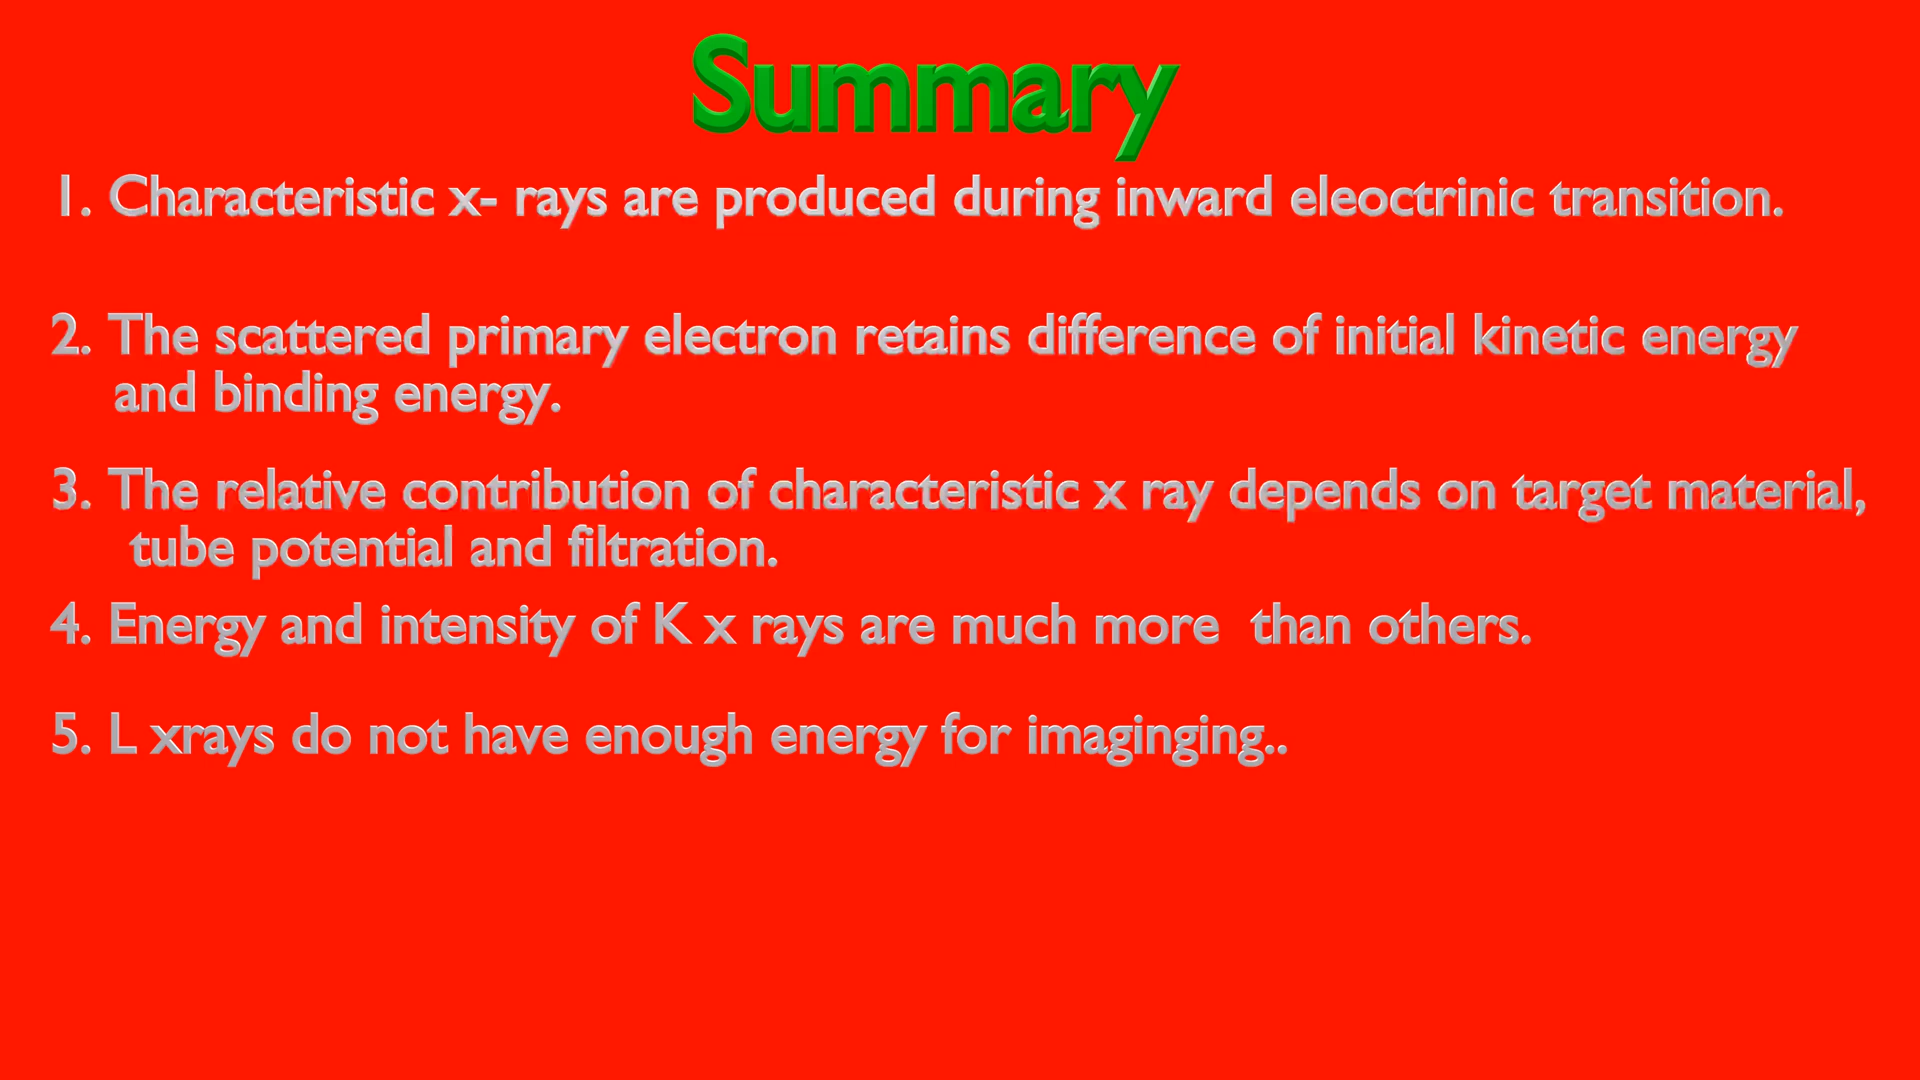 Summary
1. Characteristic x- rays are produced during inward eleoctrinic transition.
2. The scattered primary electron retains difference of initial kinetic energy
and binding energy.
3. The relative contribution of characteristic x ray depends on target material,
tube potential and filtration.
4. Energy and intensity of K x rays are much more  than others.
5. L xrays do not have enough energy for imaginging..